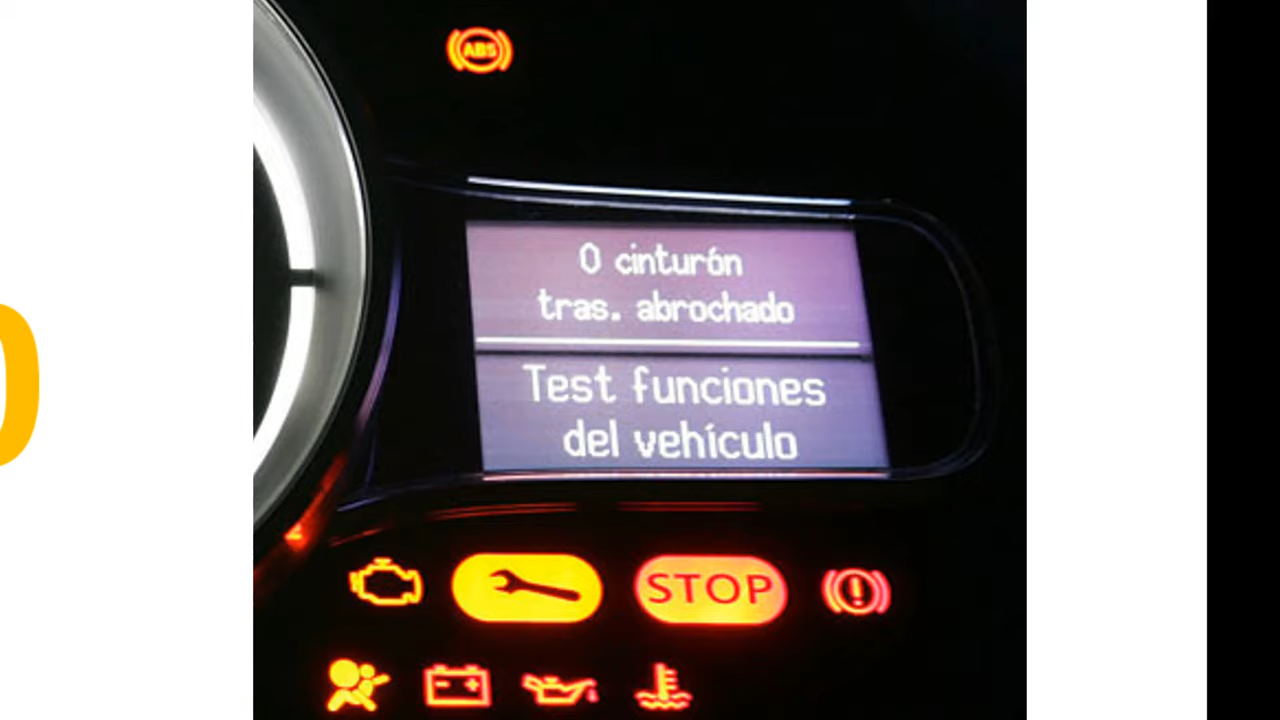 ABS
0 cinturón
tras. abrochado
Test funciones
del vehículo
STOP